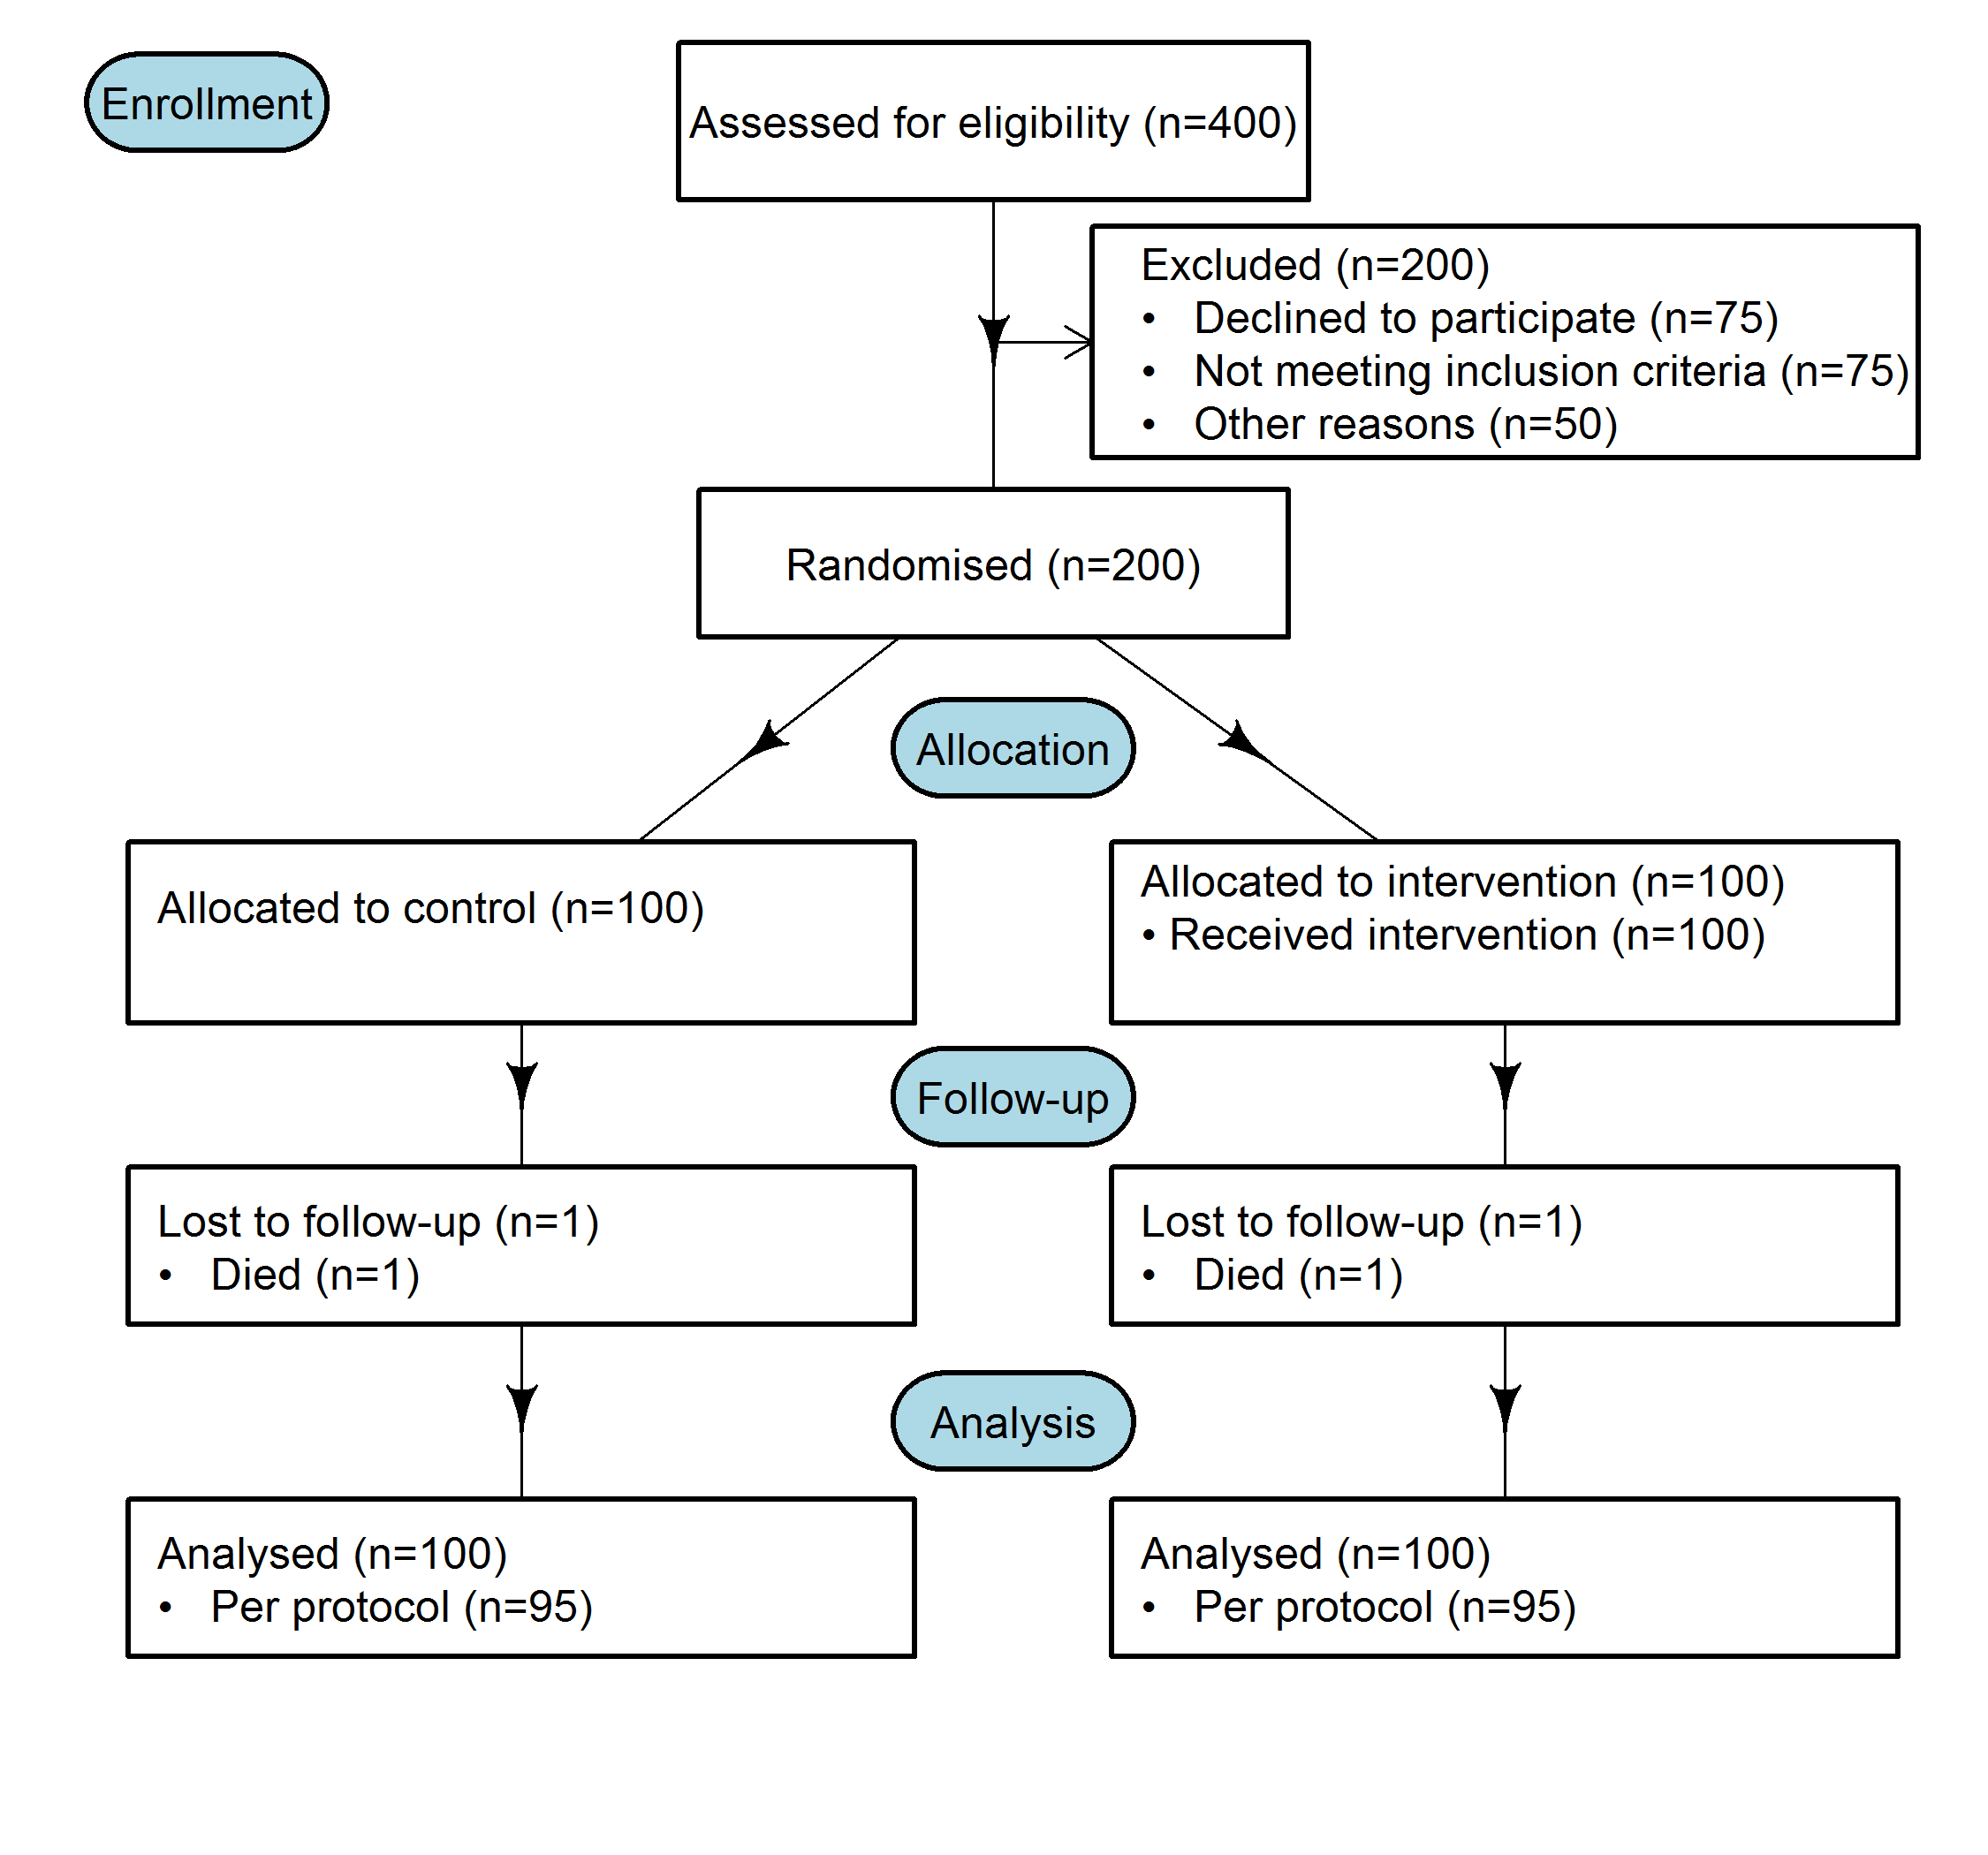 Enrollment
Assessed for eligibility (n=400)
Excluded (n=200)
• Declined to participate (n=75)
• Not meeting inclusion criteria (n=75)
• Other reasons (n=50)
Randomised (n=200)
Allocation
Allocated to control (n=100)
Allocated to intervention (n=100)
• Received intervention (n=100)
Follow-up
Lost to follow-up (n=1)
• Died (n=1)
Lost to follow-up (n=1)
• Died (n=1)
Analysis
Analysed (n=100)
• Per protocol (n=95)
Analysed (n=100)
• Per protocol (n=95)